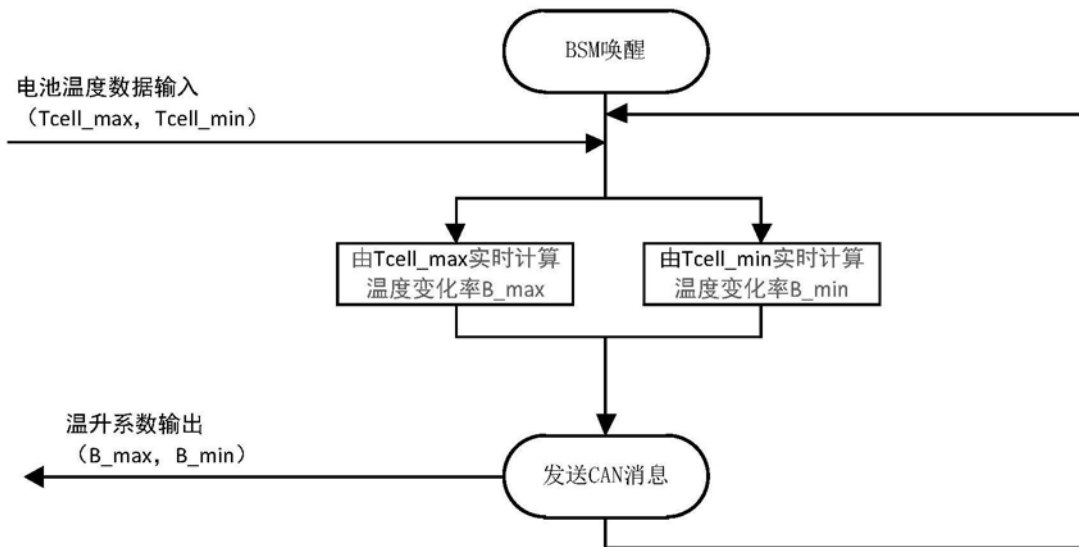 BSM唤醒
电池温度数据输入
（Tcell_max，Tcell_min）
由Tcell_max实时计算
温度变化率B_max
由Tcell_min实时计算
温度变化率B_min
温升系数输出
（B_max，B_min）
发送CAN消息